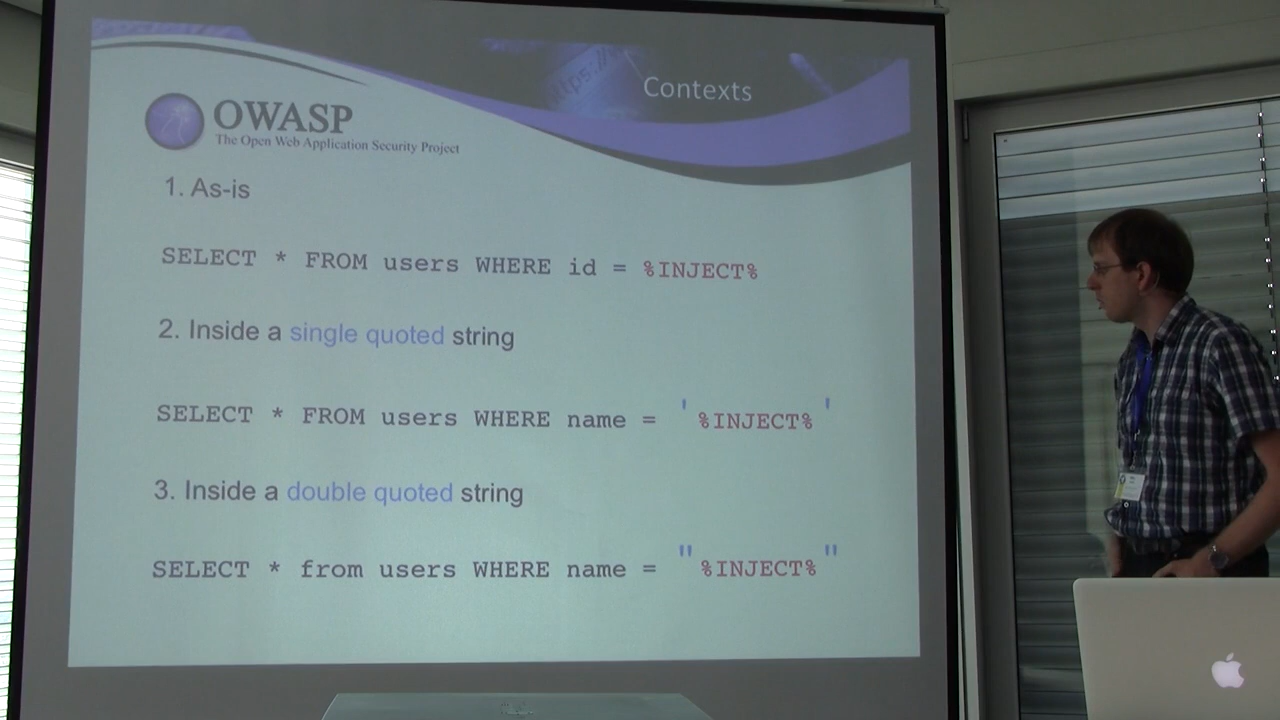 Contexts
OWASP
The Open Web Application Security Project
1. As-is
SELECT * FROM users WHERE id = %INJECT%
2. Inside a single quoted string
SELECT * FROM users WHERE name = '%INJECT%'
3. Inside a double quoted string
SELECT * from users WHERE name = "%INJECT%"